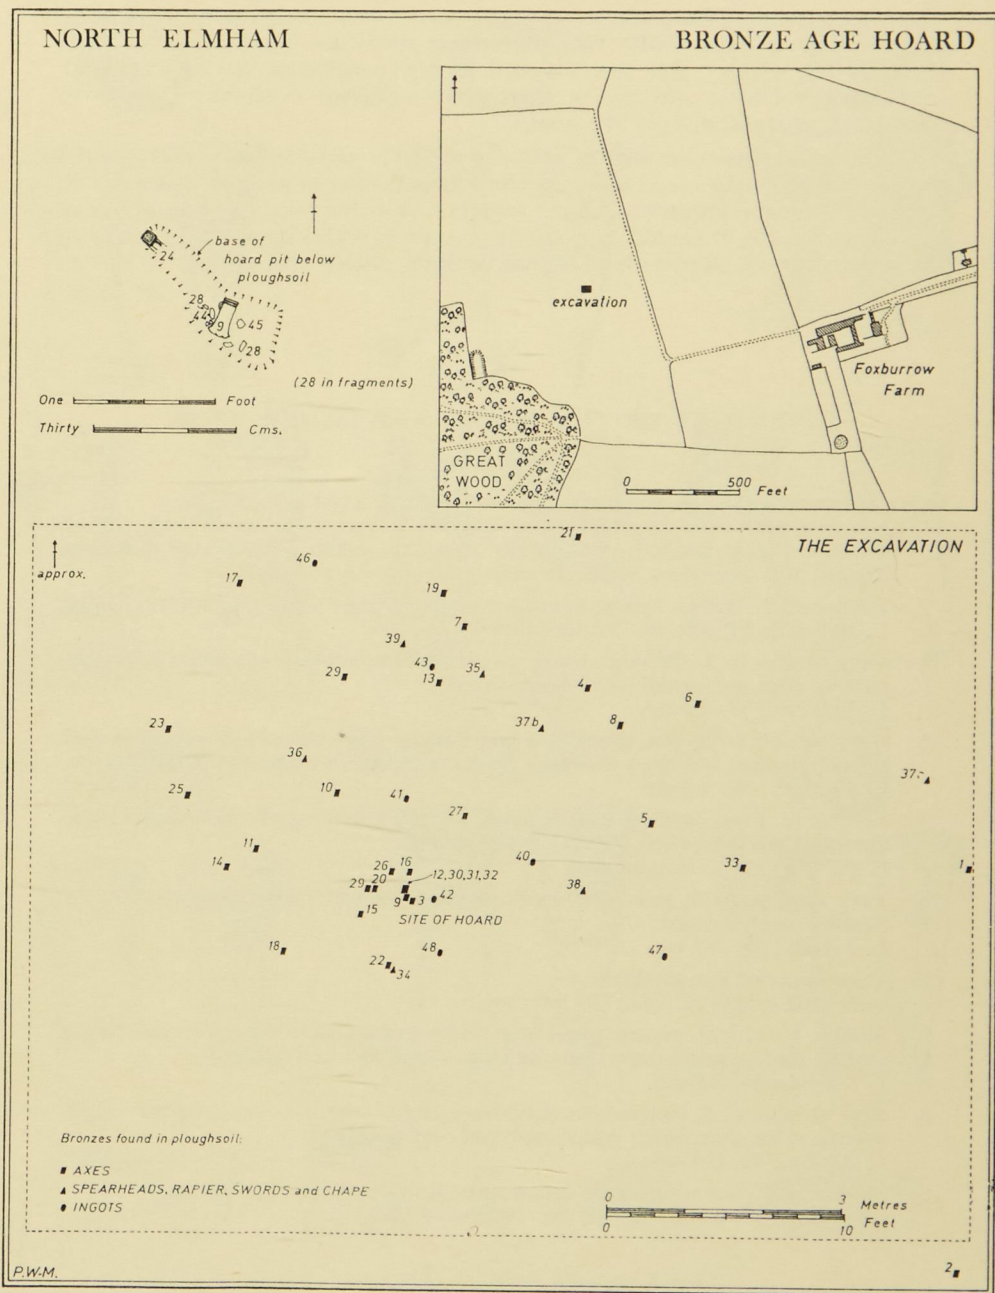 NORTH ELMHAM
BRONZE AGE HOARD
base of
hoard pit below
ploughsoil
24
28
44
9
45
28
(28 in fragments)
One Foot
Thirty Cms.
excavation
Foxburrow
Farm
GREAT
WOOD
0 500
Feet
THE EXCAVATION
approx.
21
46
17
19
7
39
43
35
29
13
4
6
23
37b
8
36
25
10
41
27
5
11
14
26
16
40
33
1
29
20
12,30,31,32
38
9
3
42
15
SITE OF HOARD
18
48
47
22
34
Bronzes found in ploughsoil:
AXES
SPEARHEADS, RAPIER, SWORDS and CHAPE
INGOTS
0 3
Metres
Feet
0 10
P.W-M.
2